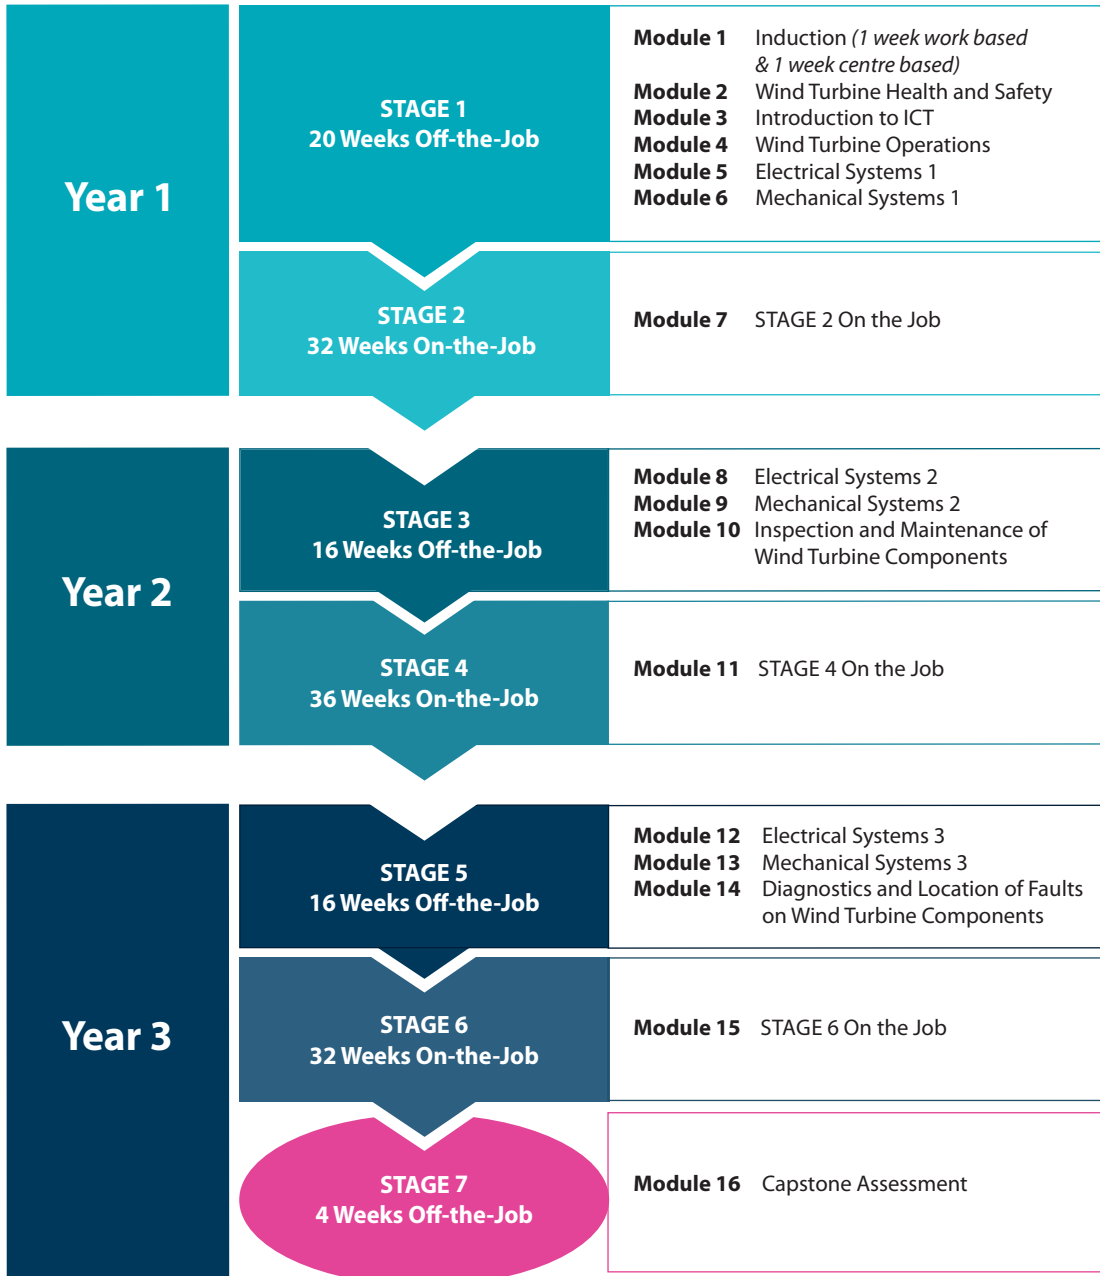 Year 1
STAGE 1
20 Weeks Off-the-Job
Module 1 Induction (1 week work based
& 1 week centre based)
Module 2 Wind Turbine Health and Safety
Module 3 Introduction to ICT
Module 4 Wind Turbine Operations
Module 5 Electrical Systems 1
Module 6 Mechanical Systems 1
STAGE 2
32 Weeks On-the-Job
Module 7 STAGE 2 On the Job
Year 2
STAGE 3
16 Weeks Off-the-Job
Module 8 Electrical Systems 2
Module 9 Mechanical Systems 2
Module 10 Inspection and Maintenance of
Wind Turbine Components
STAGE 4
36 Weeks On-the-Job
Module 11 STAGE 4 On the Job
Year 3
STAGE 5
16 Weeks Off-the-Job
Module 12 Electrical Systems 3
Module 13 Mechanical Systems 3
Module 14 Diagnostics and Location of Faults
on Wind Turbine Components
STAGE 6
32 Weeks On-the-Job
Module 15 STAGE 6 On the Job
STAGE 7
4 Weeks Off-the-Job
Module 16 Capstone Assessment